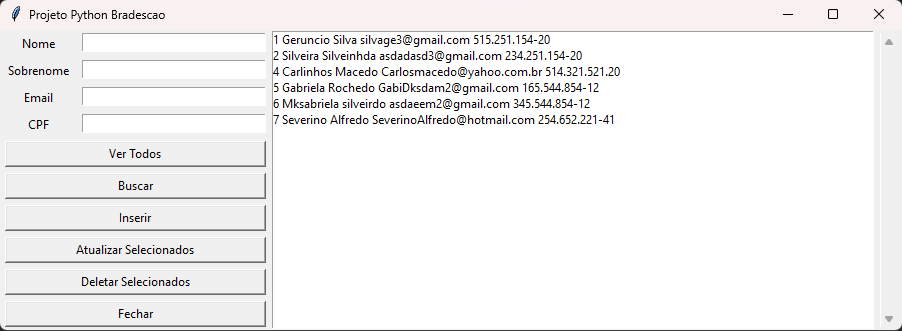 Projeto Python Bradescao
Nome
Sobrenome
Email
CPF
Ver Todos
Buscar
Inserir
Atualizar Selecionados
Deletar Selecionados
Fechar
1 Geruncio Silva silvage3@gmail.com 515.251.154-20
2 Silveira Silveinhda asdadasd3@gmail.com 234.251.154-20
4 Carlinhos Macedo Carlosmacedo@yahoo.com.br 514.321.521.20
5 Gabriela Rochedo GabiDksdam2@gmail.com 165.544.854-12
6 Mksabriela silveirdo asdaeem2@gmail.com 345.544.854-12
7 Severino Alfredo SeverinoAlfredo@hotmail.com 254.652.221-41